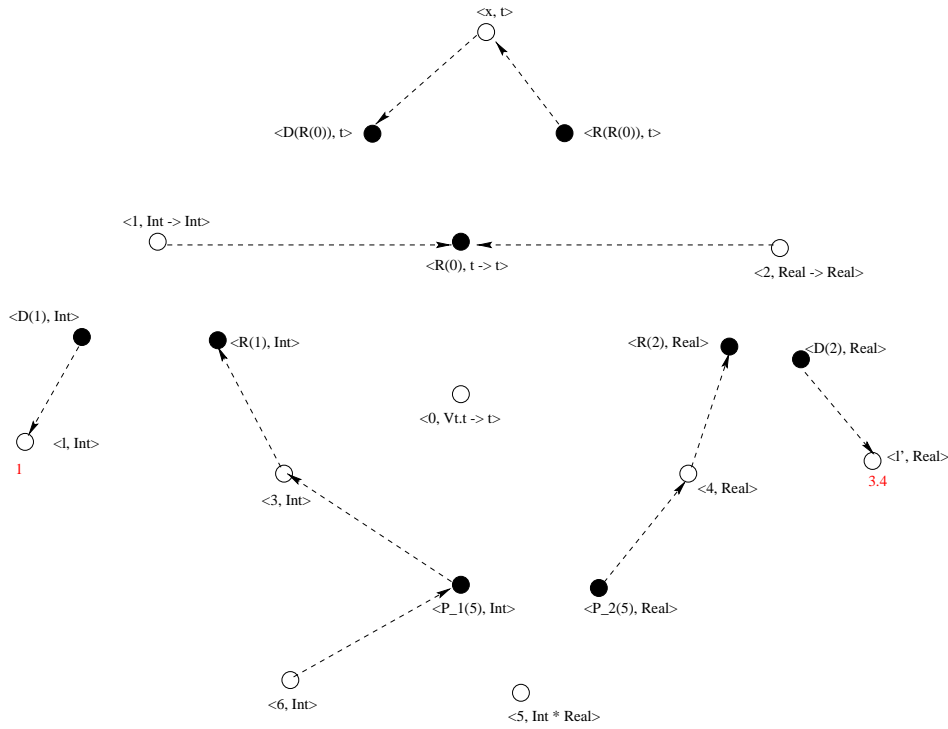 <x, t>
<D(R(0)), t>
<R(R(0)), t>
<1, Int -> Int>
<R(0), t -> t>
<2, Real -> Real>
<D(1), Int>
<R(1), Int>
<R(2), Real>
<D(2), Real>
<0, Vt.t -> t>
<l, Int>
1
<l', Real>
3.4
<3, Int>
<4, Real>
<P_1(5), Int>
<P_2(5), Real>
<6, Int>
<5, Int * Real>